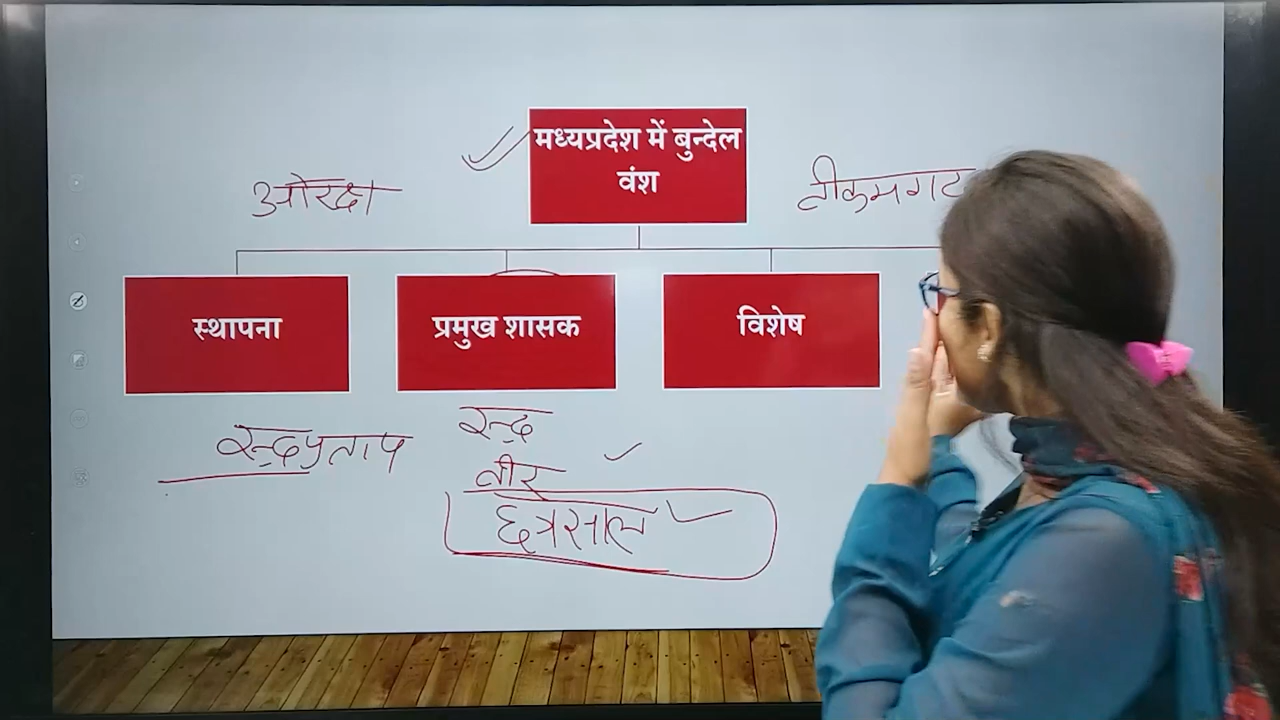 मध्यप्रदेश में बुन्देल
वंश
ओरछा
टीकमगढ
स्थापना
प्रमुख शासक
विशेष
रुद्रप्रताप
रुद्र
वीर
छत्रसाल